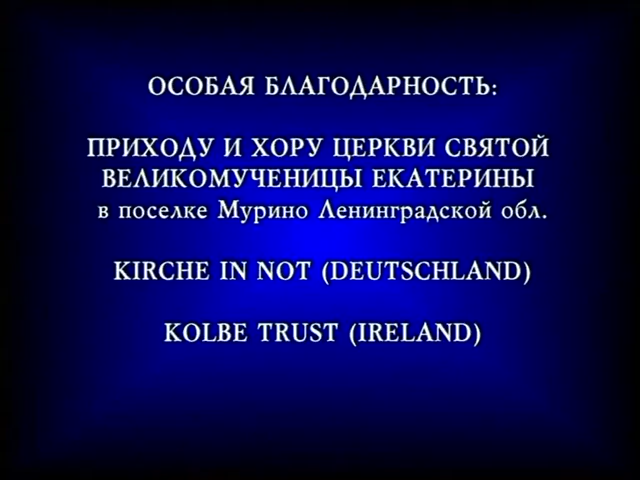 ОСОБАЯ БЛАГОДАРНОСТЬ:
ПРИХОДУ И ХОРУ ЦЕРКВИ СВЯТОЙ
ВЕЛИКОМУЧЕНИЦЫ ЕКАТЕРИНЫ
в поселке Мурино Ленинградской обл.
KIRCHE IN NOT (DEUTSCHLAND)
KOLBE TRUST (IRELAND)